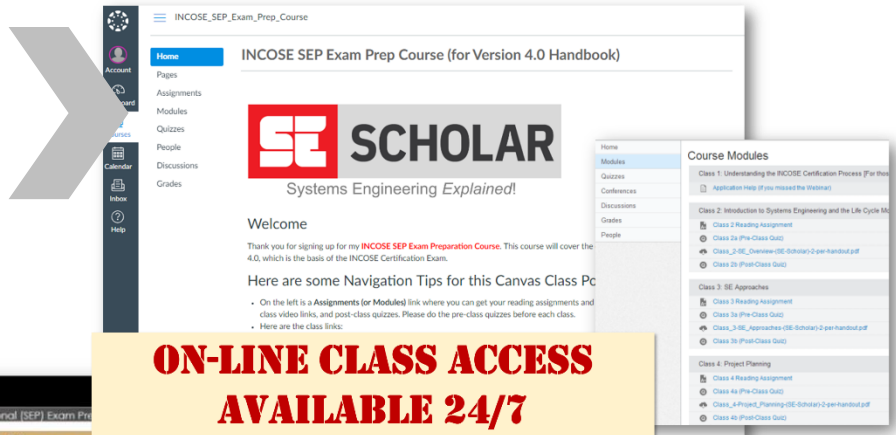 INCOSE_SEP_Exam_Prep_Course
Account
Calendar
Inbox
Help
Home
Pages
Assignments
Modules
Quizzes
People
Discussions
Grades
INCOSE SEP Exam Prep Course (for Version 4.0 Handbook)
SE SCHOLAR
Systems Engineering Explained!
Welcome
Thank you for signing up for my INCOSE SEP Exam Preparation Course. This course will cover the
4.0, which is the basis of the INCOSE Certification Exam.
Here are some Navigation Tips for this Canvas Class Po
• On the left is a Assignments (or Modules) link where you can get your reading assignments and
class video links, and post-class quizzes. Please do the pre-class quizzes before each class.
• Here are the class links:
Home
Modules
Quizzes
Conferences
Discussions
Grades
People
Course Modules
Class 1: Understanding the INCOSE Certification Process [For thos
Application Help (if you missed the Webinar)
Class 2: Introduction to Systems Engineering and the Life Cycle Mo
Class 2 Reading Assignment
Class 2a (Pre-Class Quiz)
Class_2-SE_Overview-(SE-Scholar)-2-per-handout.pdf
Class 2b (Post-Class Quiz)
Class 3: SE Approaches
Class 3 Reading Assignment
Class 3a (Pre-Class Quiz)
Class_3-SE_Approaches-(SE-Scholar)-2-per-handout.pdf
Class 3b (Post-Class Quiz)
Class 4: Project Planning
Class 4 Reading Assignment
Class 4a (Pre-Class Quiz)
Class_4-Project_Planning-(SE-Scholar)-2-per-handout.pdf
Class 4b (Post-Class Quiz)
ON-LINE CLASS ACCESS
AVAILABLE 24/7
onal (SEP) Exam Pre